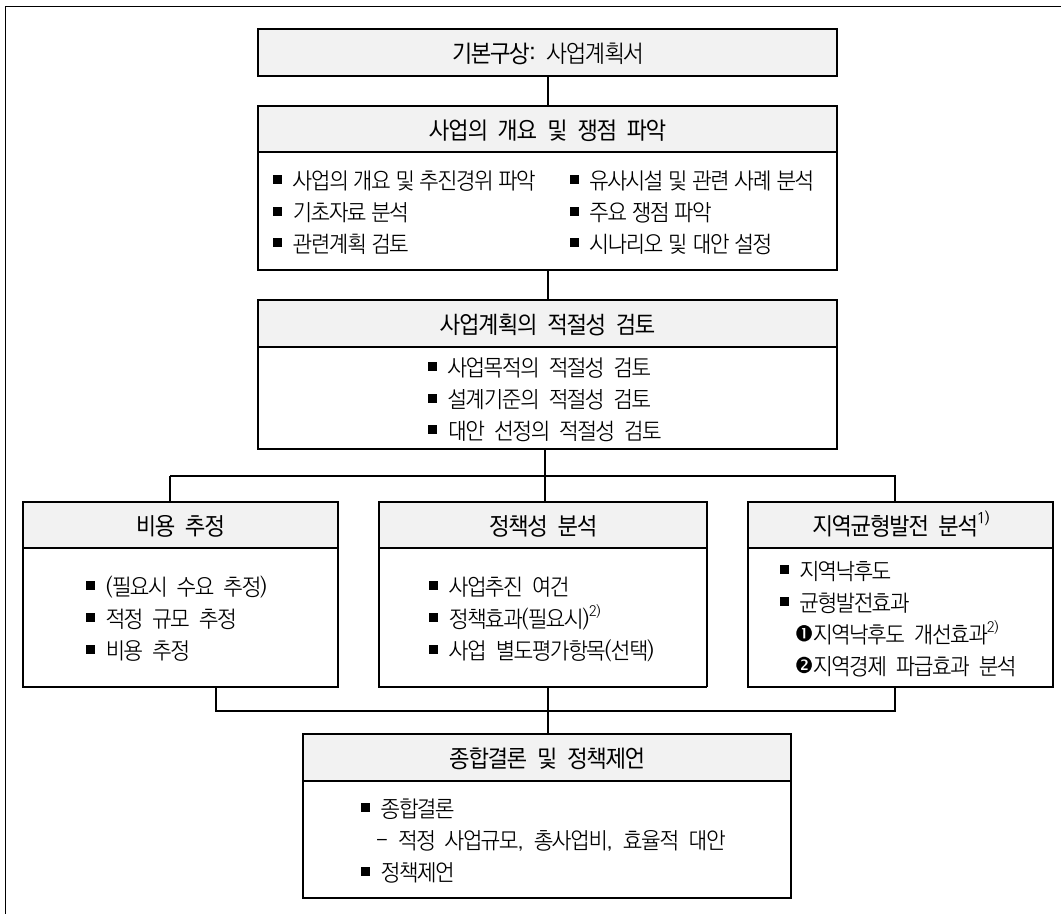 기본구상: 사업계획서
사업의 개요 및 쟁점 파악
■ 사업의 개요 및 추진경위 파악
■ 기초자료 분석
■ 관련계획 검토
■ 유사시설 및 관련 사례 분석
■ 주요 쟁점 파악
■ 시나리오 및 대안 설정
사업계획의 적절성 검토
■ 사업목적의 적절성 검토
■ 설계기준의 적절성 검토
■ 대안 선정의 적절성 검토
비용 추정
■ (필요시 수요 추정)
■ 적정 규모 추정
■ 비용 추정
정책성 분석
■ 사업추진 여건
■ 정책효과(필요시)2)
■ 사업 별도평가항목(선택)
지역균형발전 분석1)
■ 지역낙후도
■ 균형발전효과
❶지역낙후도 개선효과2)
❷지역경제 파급효과 분석
종합결론 및 정책제언
■ 종합결론
- 적정 사업규모, 총사업비, 효율적 대안
■ 정책제언